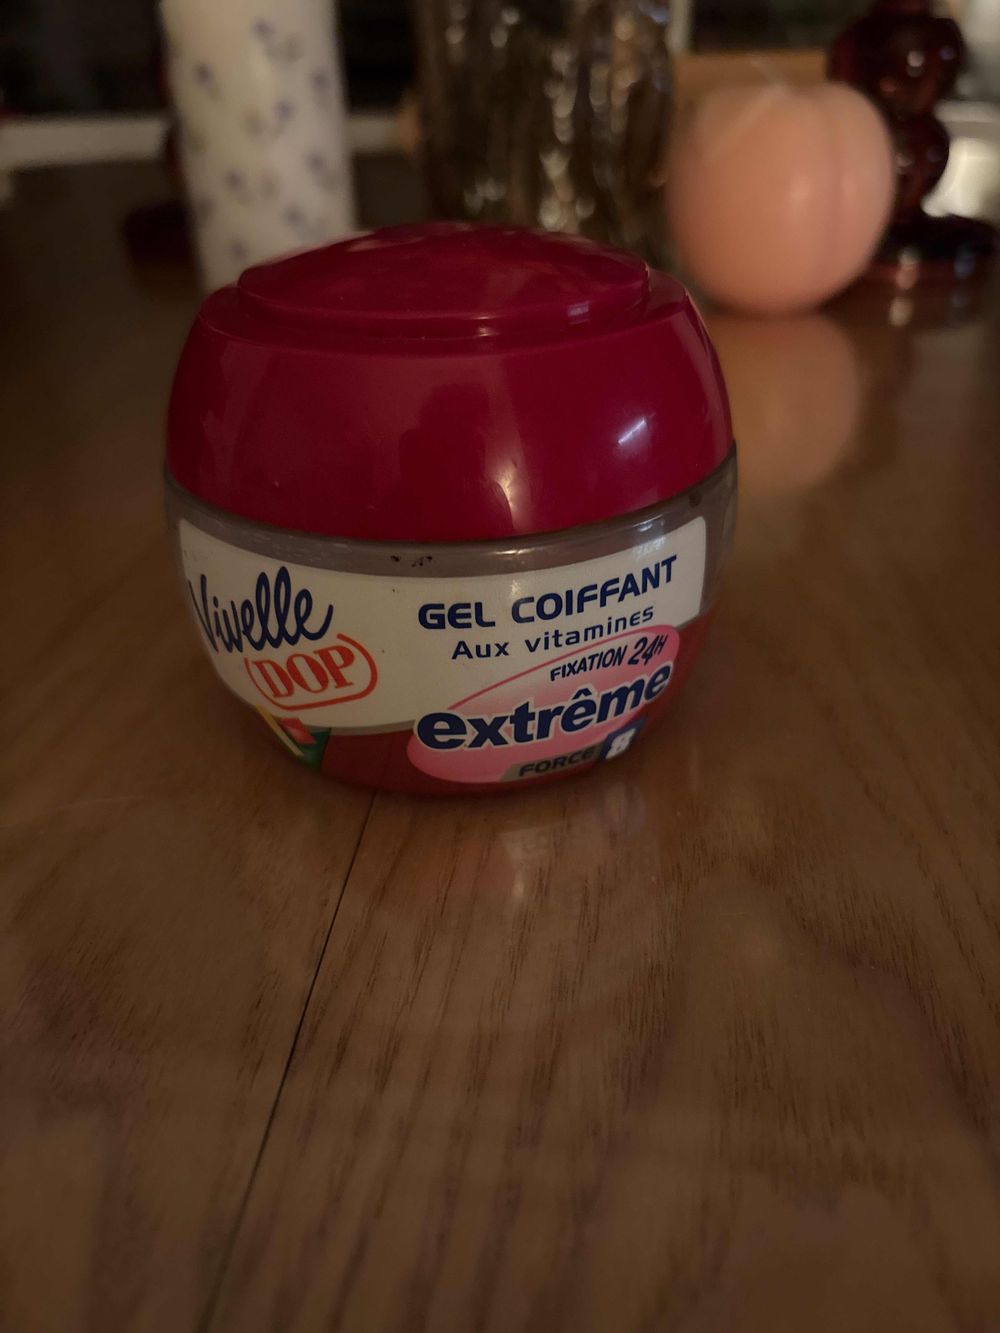 Vivelle
DOP
GEL COIFFANT
Aux vitamines
FIXATION 24H
extrême
FORCE 8